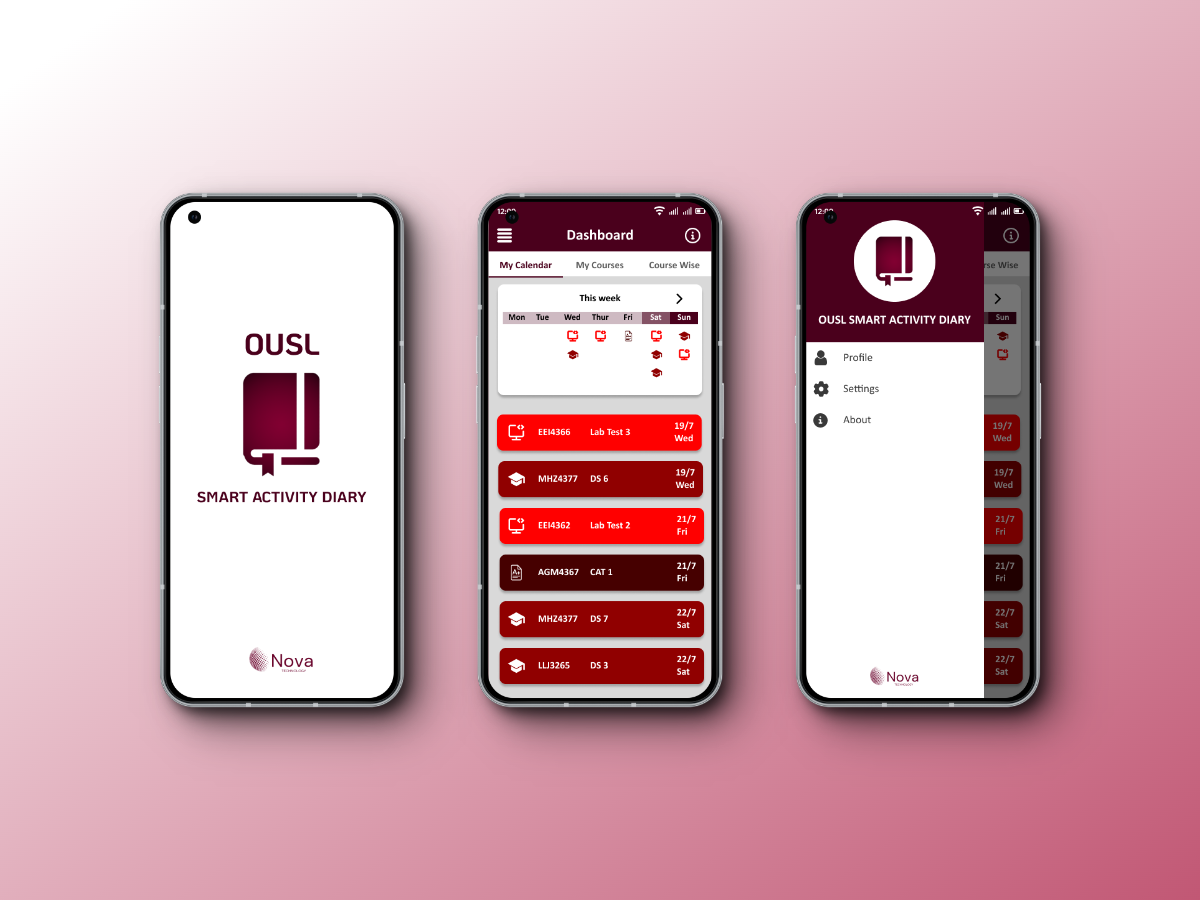 OUSL
SMART ACTIVITY DIARY
Nova
TECHNOLOGY
Dashboard
My Calendar My Courses Course Wise
This week
Mon Tue Wed Thur Fri Sat Sun
EEI4366 Lab Test 3 19/7 Wed
MHZ4377 DS 6 19/7 Wed
EEI4362 Lab Test 2 21/7 Fri
A+
AGM4367 CAT 1 21/7 Fri
MHZ4377 DS 7 22/7 Sat
LLJ3265 DS 3 22/7 Sat
OUSL SMART ACTIVITY DIARY
rse Wise
Sun
Profile
Settings
About
19/7
Wed
19/7
Wed
21/7
Fri
21/7
Fri
22/7
Sat
22/7
Sat
Nova
TECHNOLOGY